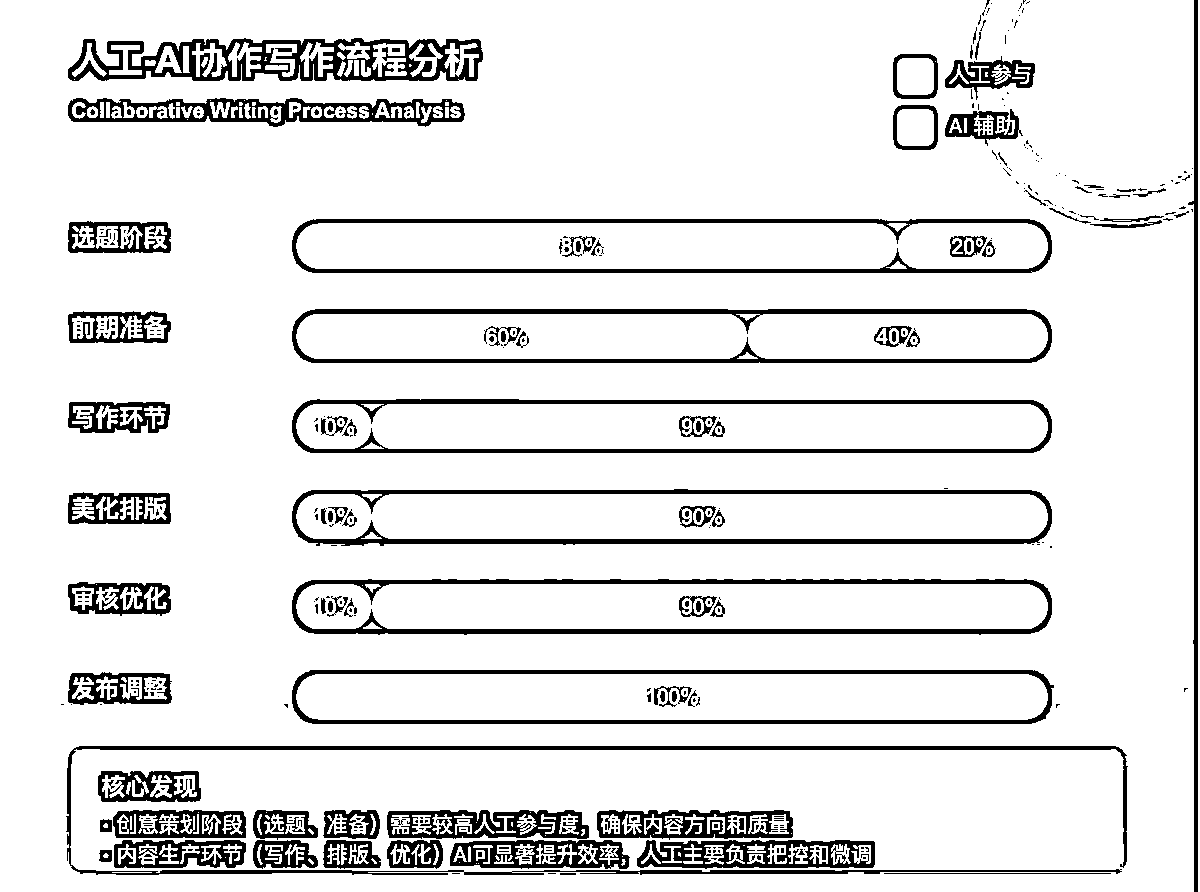 人工-AI协作写作流程分析
Collaborative Writing Process Analysis
人工参与
AI 辅助
选题阶段
80%
20%
前期准备
60%
40%
写作环节
10%
90%
美化排版
10%
90%
审核优化
10%
90%
发布调整
100%
核心发现
• 创意策划阶段（选题、准备）需要较高人工参与度，确保内容方向和质量
• 内容生产环节（写作、排版、优化）AI可显著提升效率，人工主要负责把控和微调